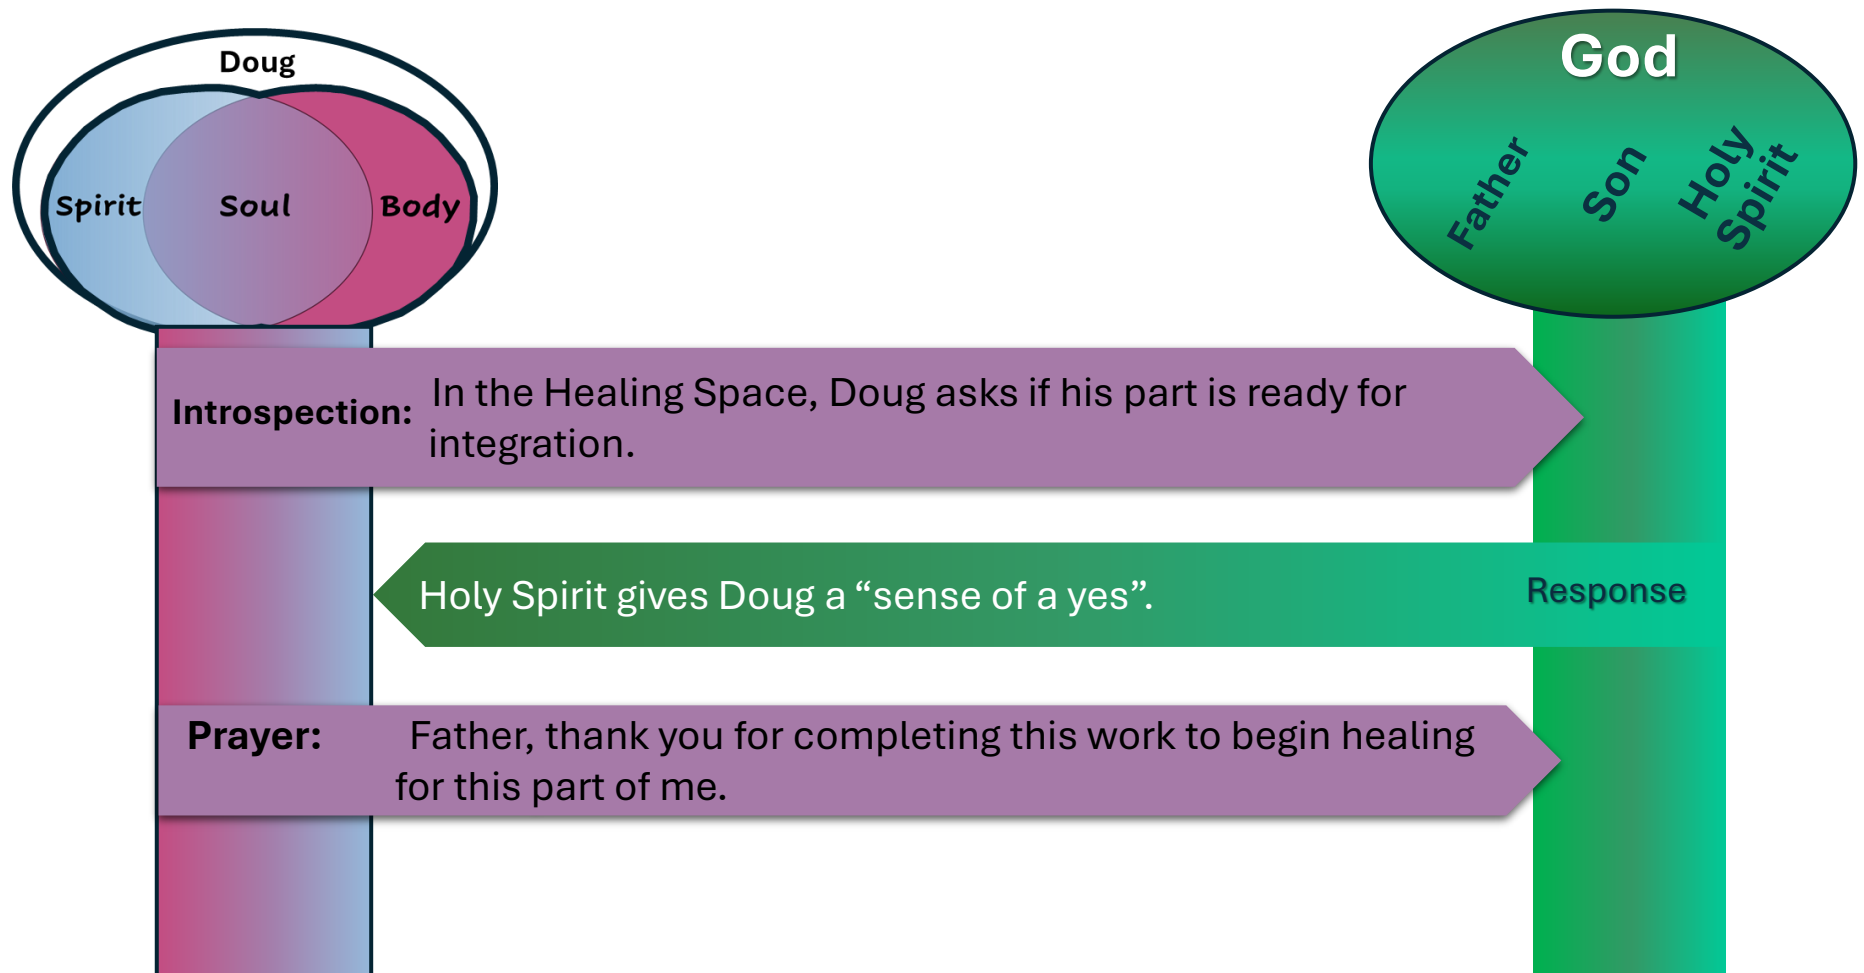 Doug
Spirit
Soul
Body
God
Father
Son
Holy
Spirit
Introspection:
In the Healing Space, Doug asks if his part is ready for
integration.
Holy Spirit gives Doug a “sense of a yes”.
Response
Prayer:
Father, thank you for completing this work to begin healing
for this part of me.